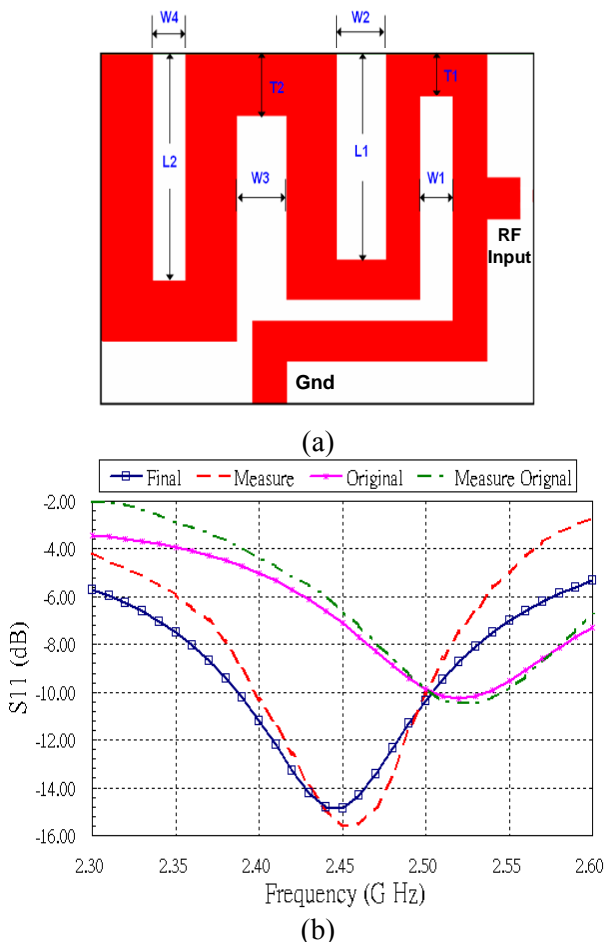 W4 W2
T2 T1
L2 L1
W3 W1
RF
Input
Gnd
(a)
Final Measure Original Measure Orignal
-2.00
-4.00
-6.00
-8.00
-10.00
-12.00
-14.00
-16.00
S11 (dB)
2.30 2.35 2.40 2.45 2.50 2.55 2.60
Frequency (G Hz)
(b)